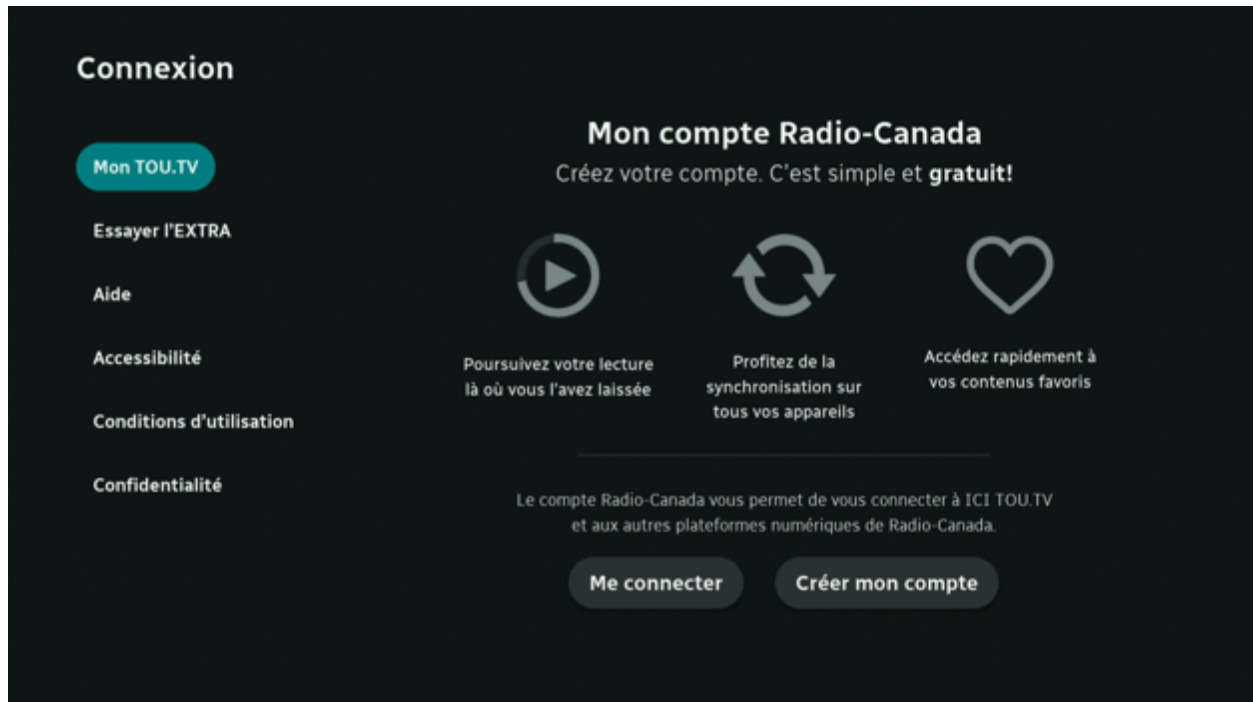 Connexion
Mon TOU.TV
Essayer l'EXTRA
Aide
Accessibilité
Conditions d'utilisation
Confidentialité
Mon compte Radio-Canada
Créez votre compte. C'est simple et gratuit!
Poursuivez votre lecture
là où vous l'avez laissée
Profitez de la
synchronisation sur
tous vos appareils
Accédez rapidement à
vos contenus favoris
Le compte Radio-Canada vous permet de vous connecter à ICI TOU.TV
et aux autres plateformes numériques de Radio-Canada.
Me connecter
Créer mon compte